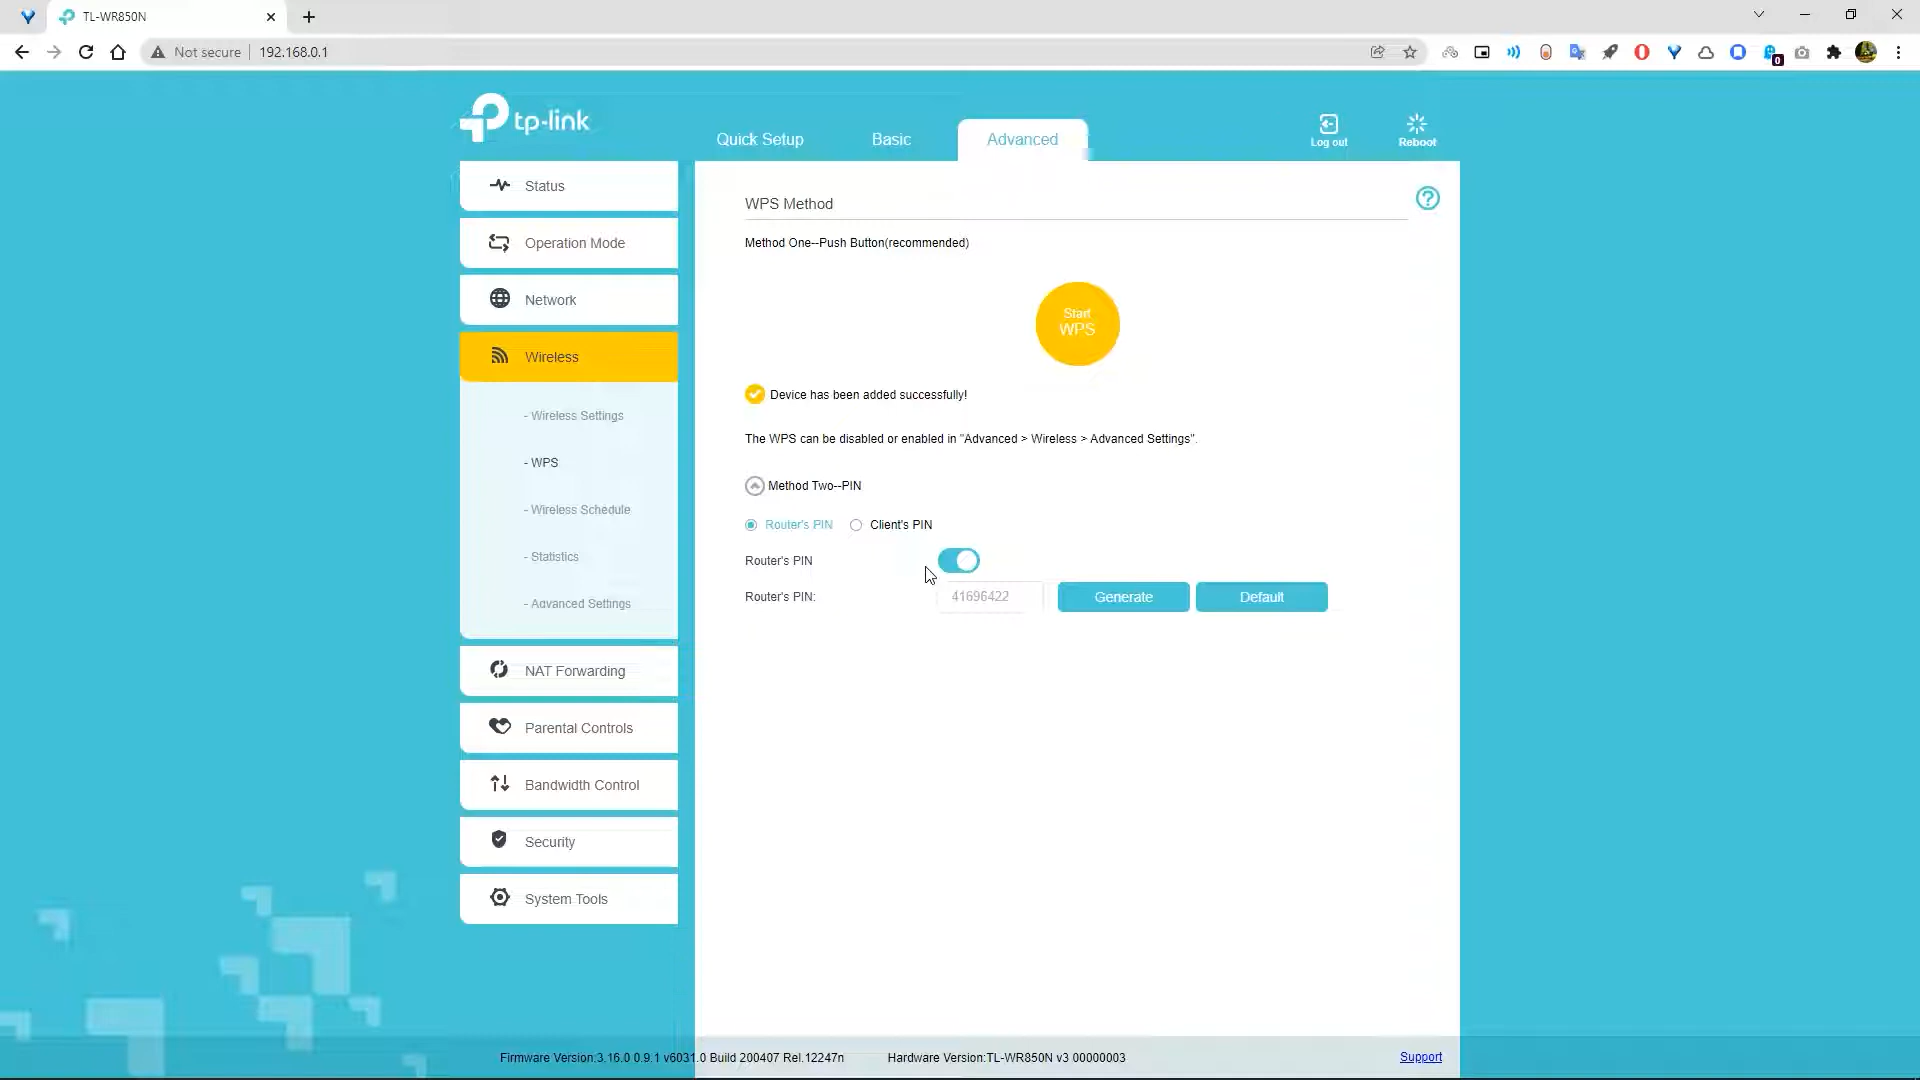 TL-WR850N
Not secure
192.168.0.1
0
tp-link
Quick Setup
Basic
Advanced
Log out
Reboot
Status
Operation Mode
Network
Wireless
- Wireless Settings
- WPS
- Wireless Schedule
- Statistics
- Advanced Settings
NAT Forwarding
Parental Controls
Bandwidth Control
Security
System Tools
WPS Method
?
Method One--Push Button(recommended)
Start
WPS
Device has been added successfully!
The WPS can be disabled or enabled in "Advanced > Wireless > Advanced Settings".
Method Two--PIN
Router's PIN
Client's PIN
Router's PIN
Router's PIN:
41696422
Generate
Default
Firmware Version:3.16.0 0.9.1 v6031.0 Build 200407 Rel.12247n
Hardware Version:TL-WR850N v3 00000003
Support